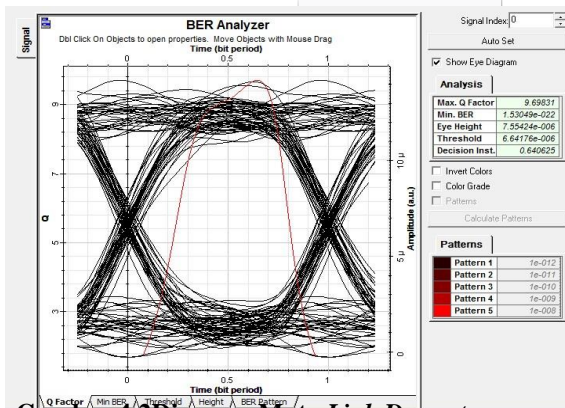 BER Analyzer
Dbl Click On Objects to open properties. Move Objects with Mouse Drag
Signal
Time (bit period)
0 0.5 1
Q
9
7
5
3
Amplitude (a.u.)
10 µ
5 µ
0
0 0.5 1
Time (bit period)
Q Factor Min BER Threshold Height BER Pattern
Signal Index: 0
Auto Set
Show Eye Diagram
Analysis
Max. Q Factor 9.69831
Min. BER 1.53049e-022
Eye Height 7.55424e-006
Threshold 6.64176e-006
Decision Inst. 0.640625
Invert Colors
Color Grade
Patterns
Calculate Patterns
Patterns
Pattern 1 1e-012
Pattern 2 1e-011
Pattern 3 1e-010
Pattern 4 1e-009
Pattern 5 1e-008